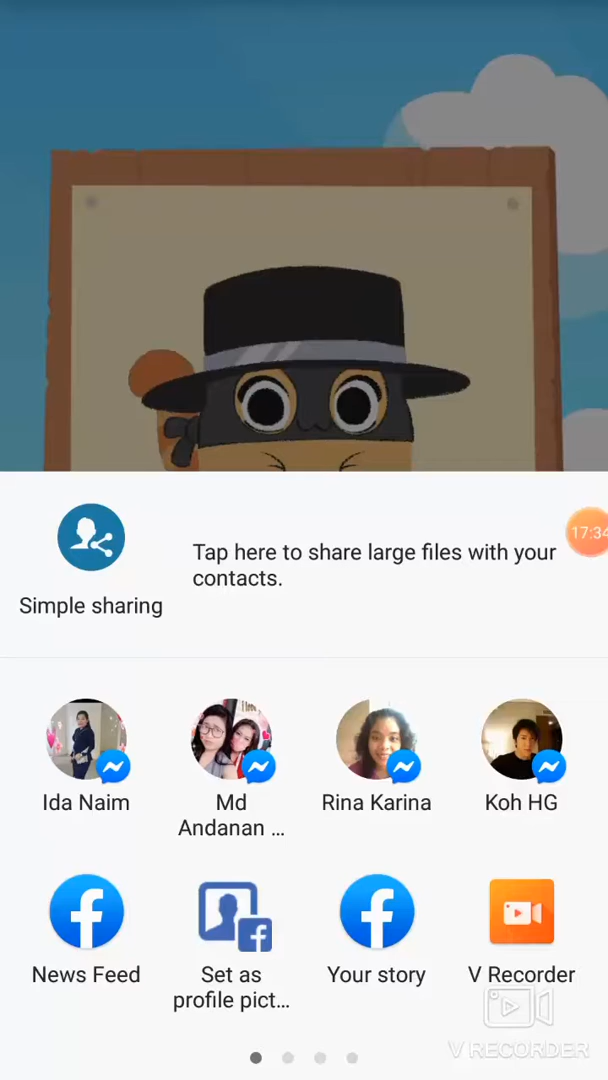 Tap here to share large files with your
contacts.
17:34
Simple sharing
Ida Naim
Md
Andanan ...
Rina Karina
Koh HG
News Feed
Set as
profile pict...
Your story
V Recorder
V RECORDER